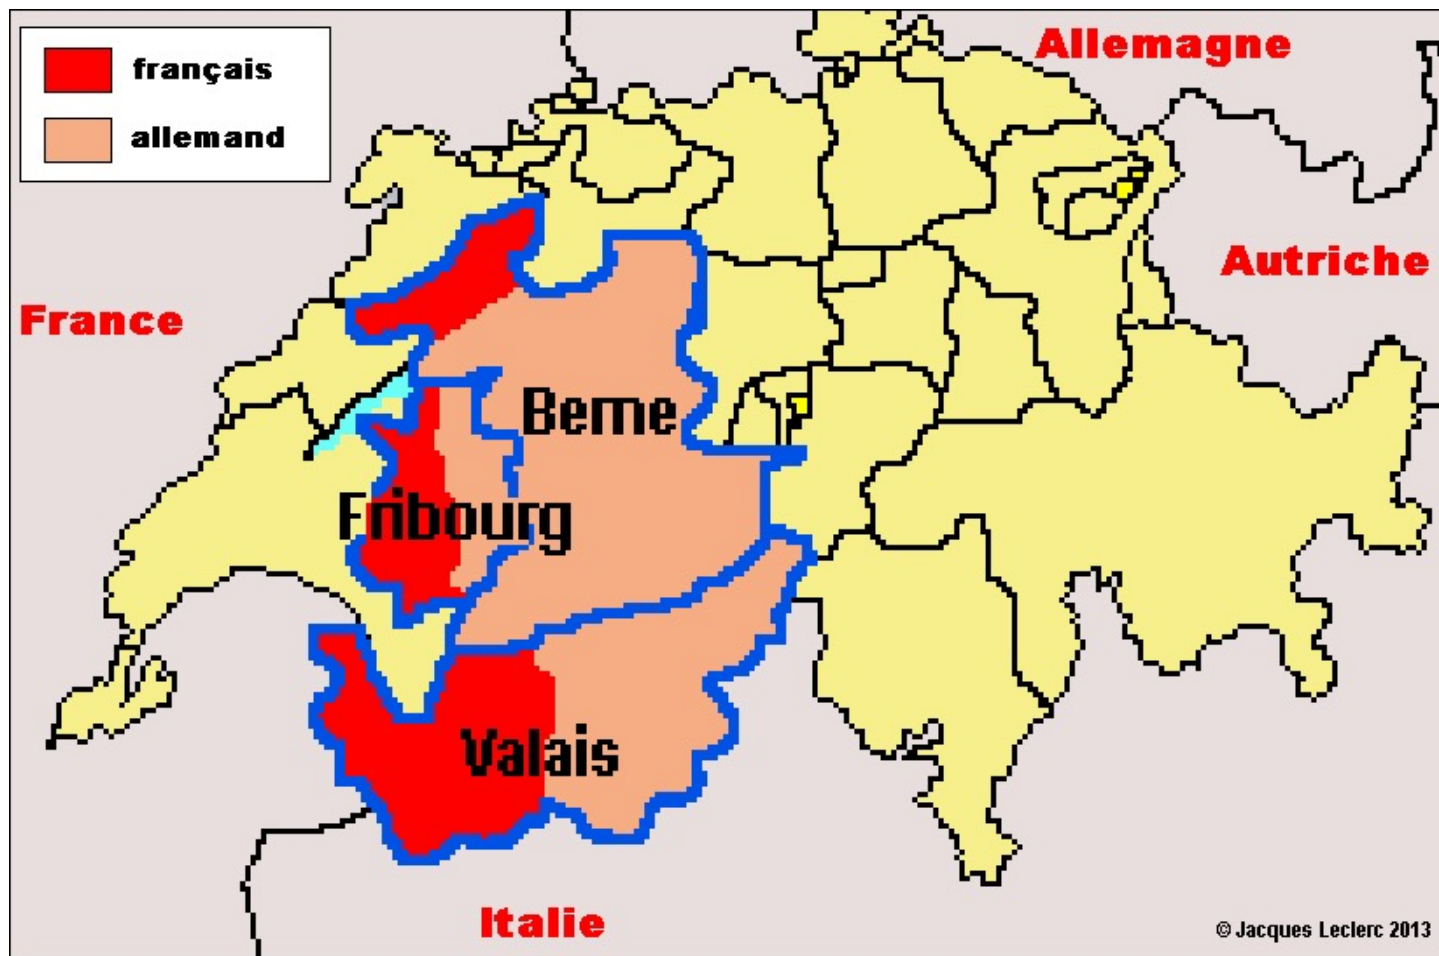 français
allemand
Allemagne
Autriche
France
Berne
Fribourg
Valais
Italie
© Jacques Leclerc 2013